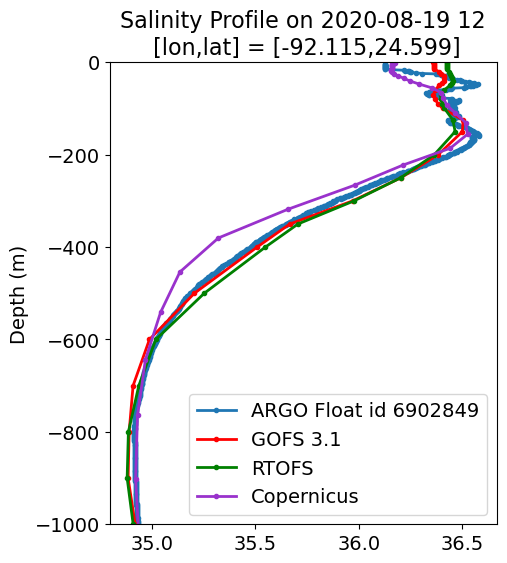 Salinity Profile on 2020-08-19 12
[lon,lat] = [-92.115,24.599]
0
−200
−400
−600
−800
−1000
Depth (m)
ARGO Float id 6902849
GOFS 3.1
RTOFS
Copernicus
35.0 35.5 36.0 36.5